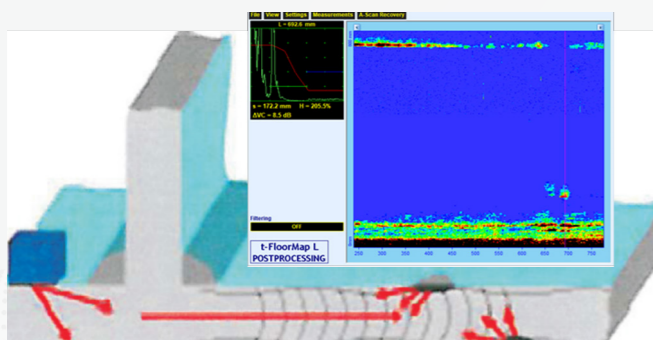 File View Settings Measurements A-Scan Recovery
L = 692.6 mm
s = 172.2 mm H = 205.5%
ΔVC = 8.5 dB
Filtering
OFF
t-FloorMap L
POSTPROCESSING
250 300 350 400 450 500 550 600 650 700 750